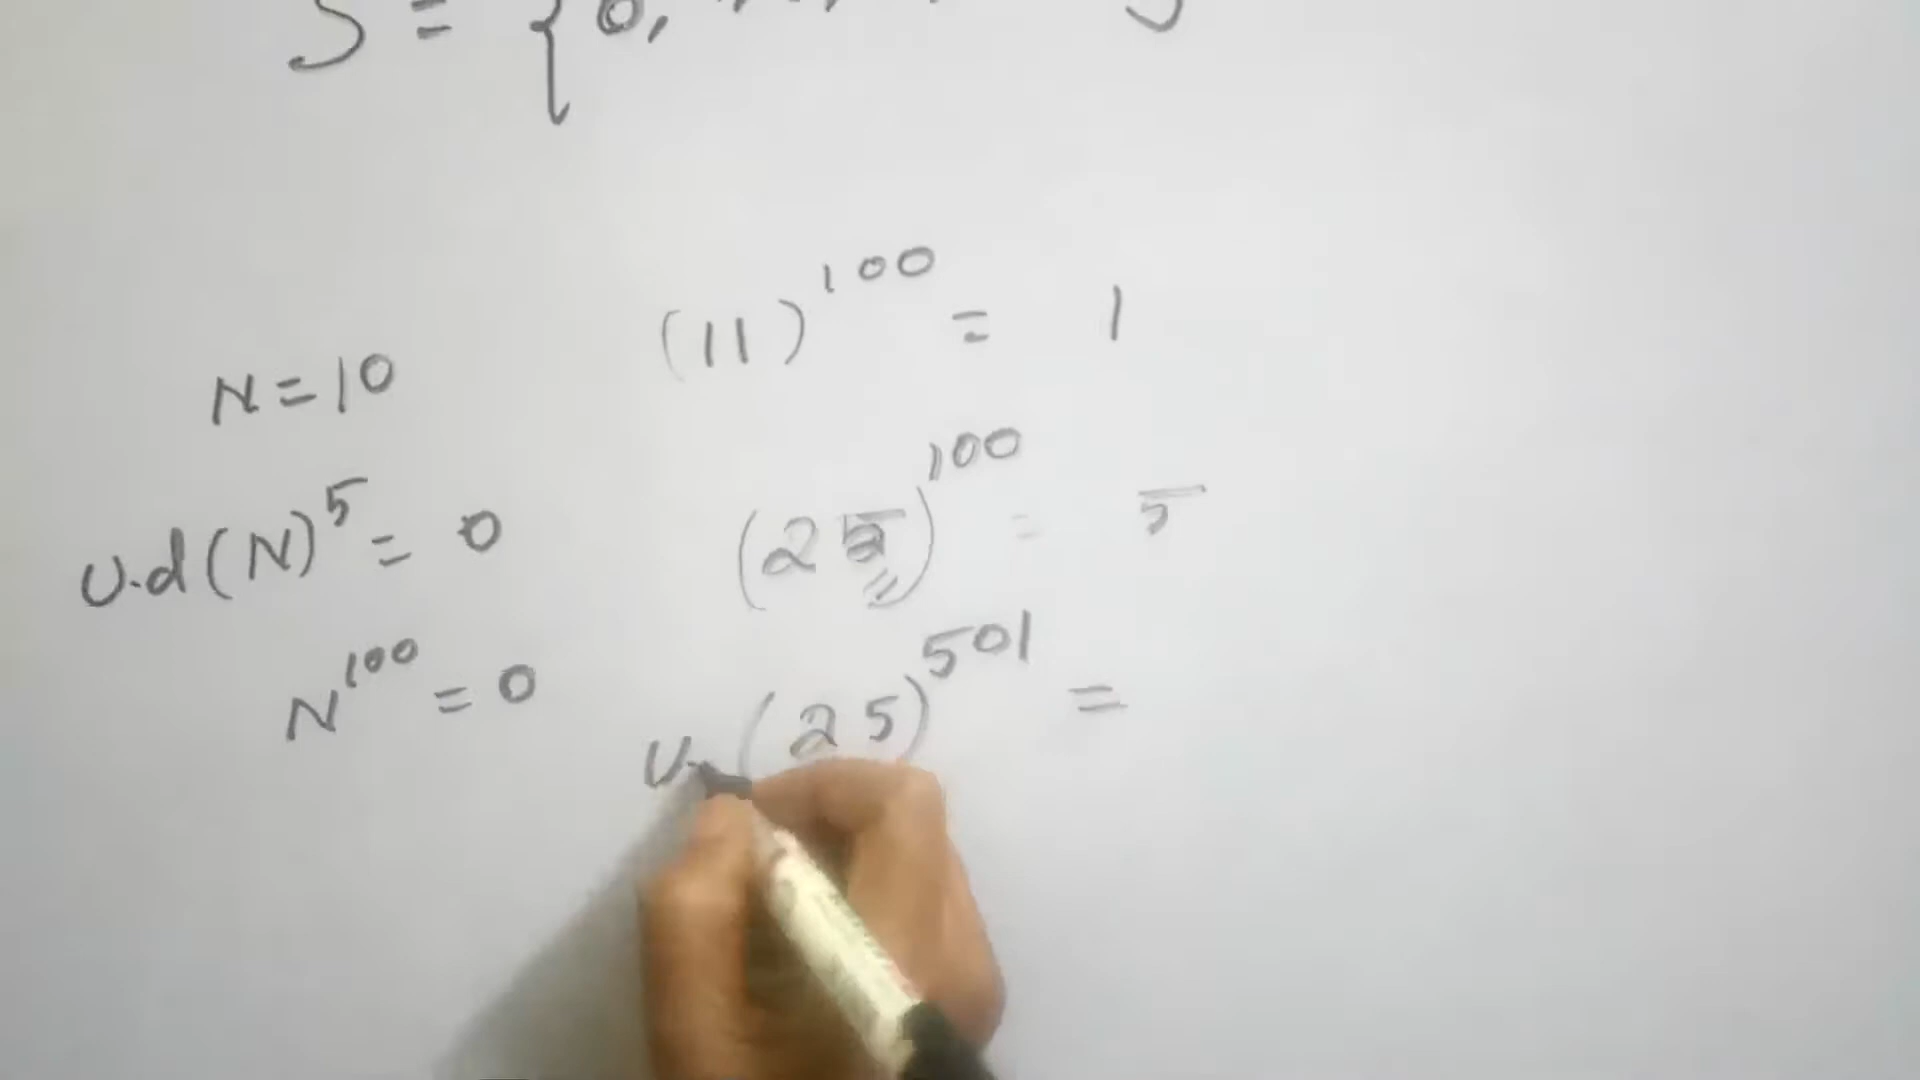 S = { 0,
N = 10
U.d (N)^5 = 0
N^100 = 0
(11)^100 = 1
(25)^100 = 5
U. (25)^501 =